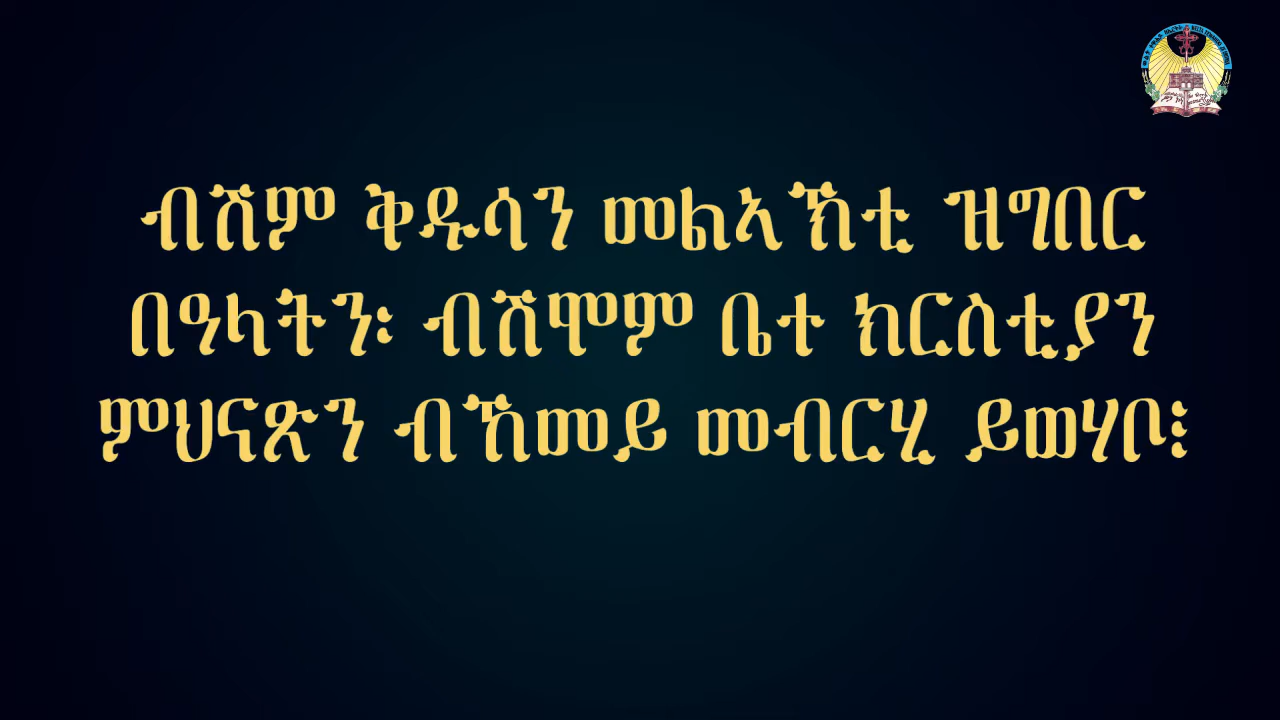 ብሽም ቅዱሳን መልኣኽቲ ዝግበር
በዓላትን፥ ብሽሞም ቤተ ክርስቲያን
ምህናጽን ብኸመይ መብርሂ ይወሃቦ፧